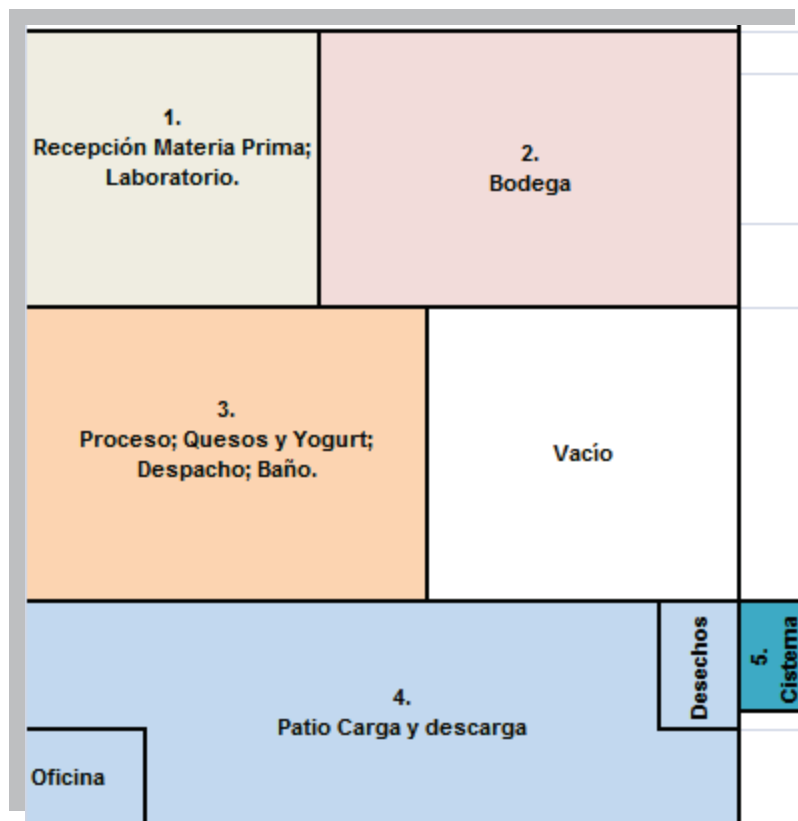 1.
Recepción Materia Prima;
Laboratorio.
2.
Bodega
3.
Proceso; Quesos y Yogurt;
Despacho; Baño.
Vacío
4.
Patio Carga y descarga
Desechos
5.
Cisterna
Oficina